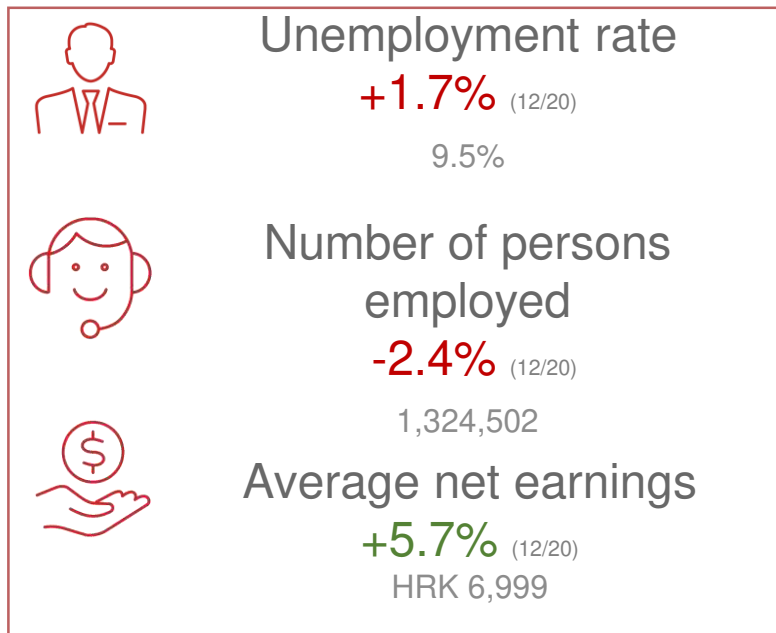 Unemployment rate
+1.7% (12/20)
9.5%
Number of persons
employed
-2.4% (12/20)
1,324,502
$
Average net earnings
+5.7% (12/20)
HRK 6,999